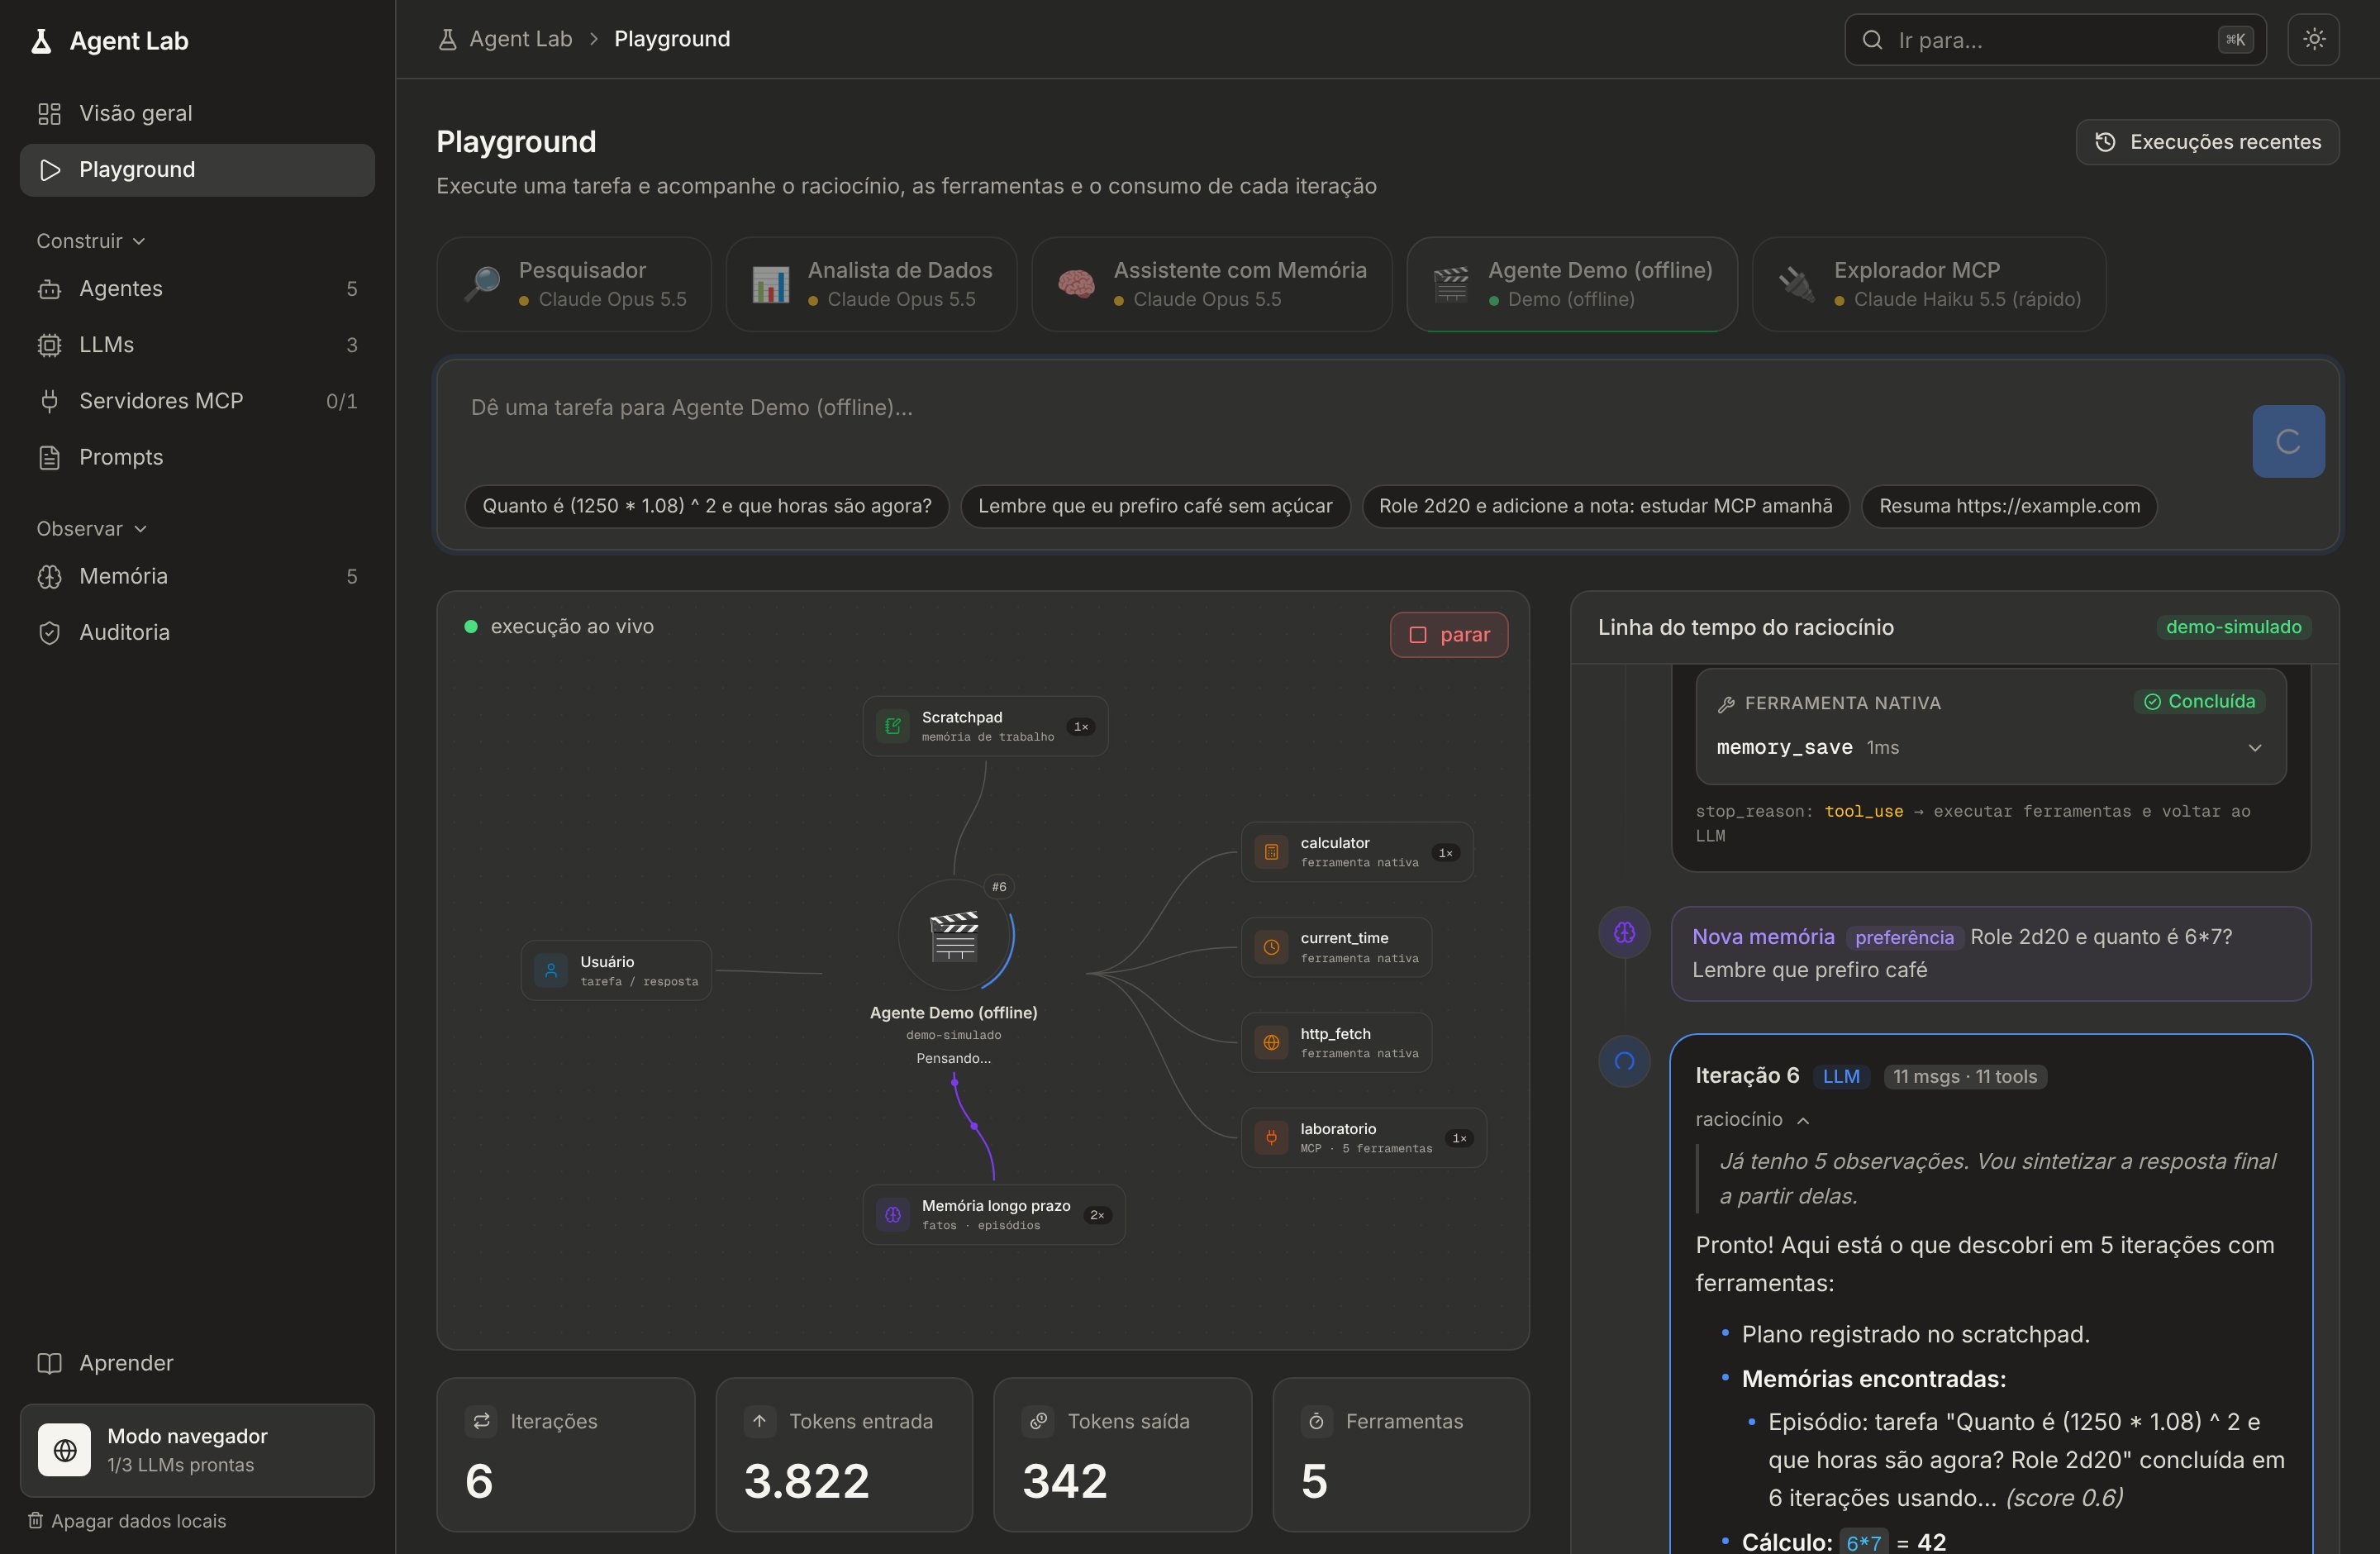 Agent Lab
Visão geral
Playground
Construir
Agentes 5
LLMs 3
Servidores MCP 0/1
Prompts
Observar
Memória 5
Auditoria
Aprender
Modo navegador
1/3 LLMs prontas
Apagar dados locais
Agent Lab > Playground
Ir para... ⌘K
Playground
Execute uma tarefa e acompanhe o raciocínio, as ferramentas e o consumo de cada iteração
Execuções recentes
Pesquisador
Claude Opus 5.5
Analista de Dados
Claude Opus 5.5
Assistente com Memória
Claude Opus 5.5
Agente Demo (offline)
Demo (offline)
Explorador MCP
Claude Haiku 5.5 (rápido)
Dê uma tarefa para Agente Demo (offline)...
Quanto é (1250 * 1.08) ^ 2 e que horas são agora?
Lembre que eu prefiro café sem açúcar
Role 2d20 e adicione a nota: estudar MCP amanhã
Resuma https://example.com
execução ao vivo
parar
Scratchpad
memória de trabalho
1×
calculator
ferramenta nativa
1×
#6
current_time
ferramenta nativa
Usuário
tarefa / resposta
Agente Demo (offline)
demo-simulado
Pensando...
http_fetch
ferramenta nativa
laboratorio
MCP · 5 ferramentas
1×
Memória longo prazo
fatos · episódios
2×
Iterações
6
Tokens entrada
3.822
Tokens saída
342
Ferramentas
5
Linha do tempo do raciocínio
demo-simulado
FERRAMENTA NATIVA
Concluída
memory_save 1ms
stop_reason: tool_use → executar ferramentas e voltar ao
LLM
Nova memória preferência Role 2d20 e quanto é 6*7?
Lembre que prefiro café
Iteração 6 LLM 11 msgs · 11 tools
raciocínio
Já tenho 5 observações. Vou sintetizar a resposta final
a partir delas.
Pronto! Aqui está o que descobri em 5 iterações com
ferramentas:
• Plano registrado no scratchpad.
• Memórias encontradas:
• Episódio: tarefa "Quanto é (1250 * 1.08) ^ 2 e
que horas são agora? Role 2d20" concluída em
6 iterações usando... (score 0.6)
• Cálculo: 6*7 = 42